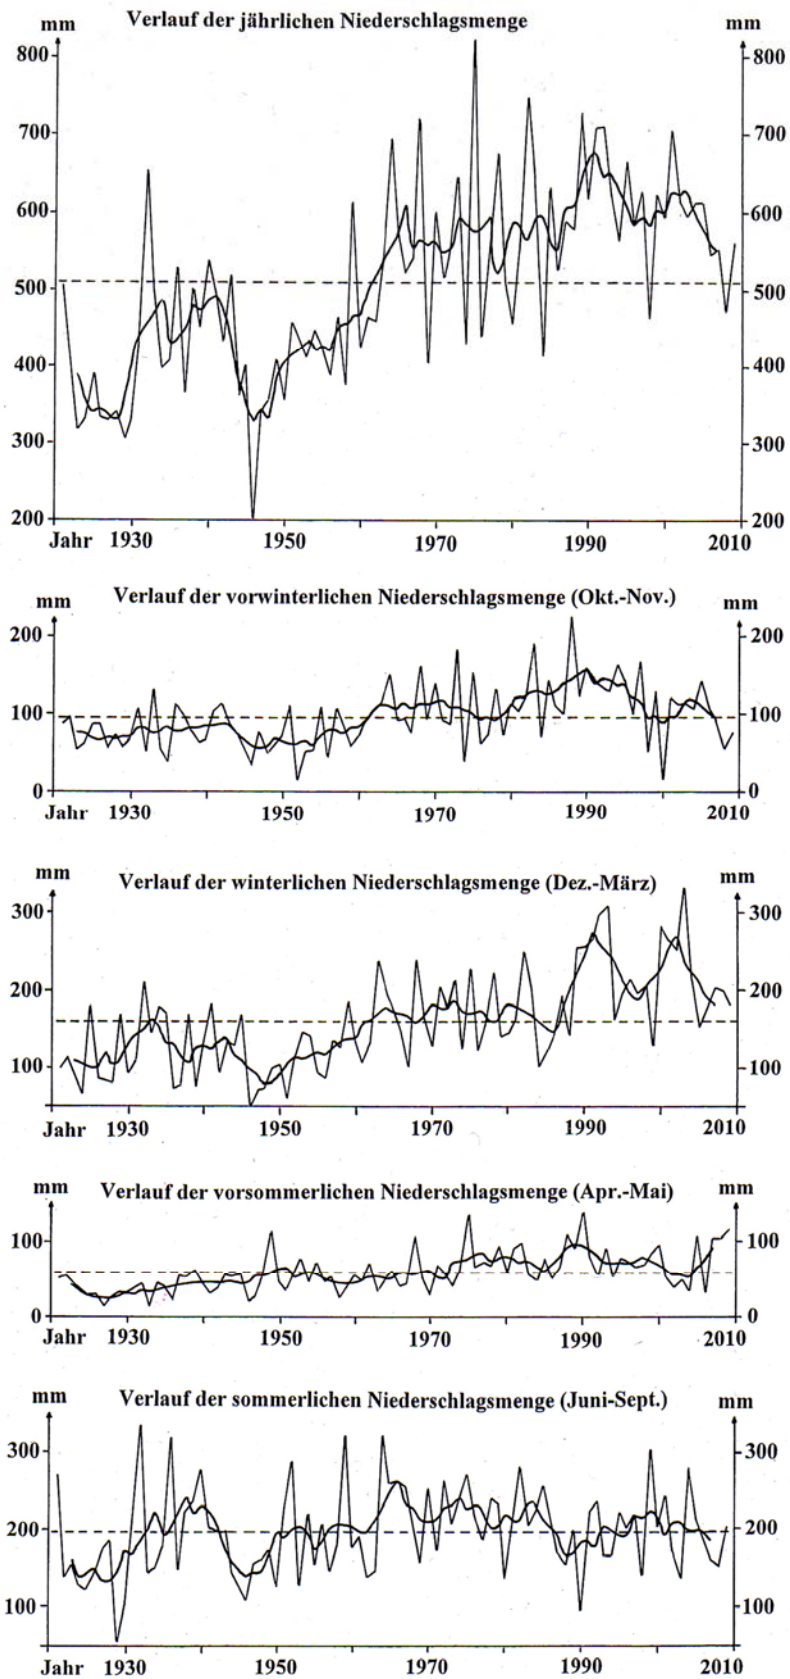 Verlauf der jährlichen Niederschlagsmenge
mm mm
800 800
700 700
600 600
500 500
400 400
300 300
200 200
Jahr 1930 1950 1970 1990 2010
Verlauf der vorwinterlichen Niederschlagsmenge (Okt.-Nov.)
mm mm
200 200
100 100
0 0
Jahr 1930 1950 1970 1990 2010
Verlauf der winterlichen Niederschlagsmenge (Dez.-März)
mm mm
300 300
200 200
100 100
Jahr 1930 1950 1970 1990 2010
Verlauf der vorsommerlichen Niederschlagsmenge (Apr.-Mai)
mm mm
100 100
0 0
Jahr 1930 1950 1970 1990 2010
Verlauf der sommerlichen Niederschlagsmenge (Juni-Sept.)
mm mm
300 300
200 200
100 100
Jahr 1930 1950 1970 1990 2010